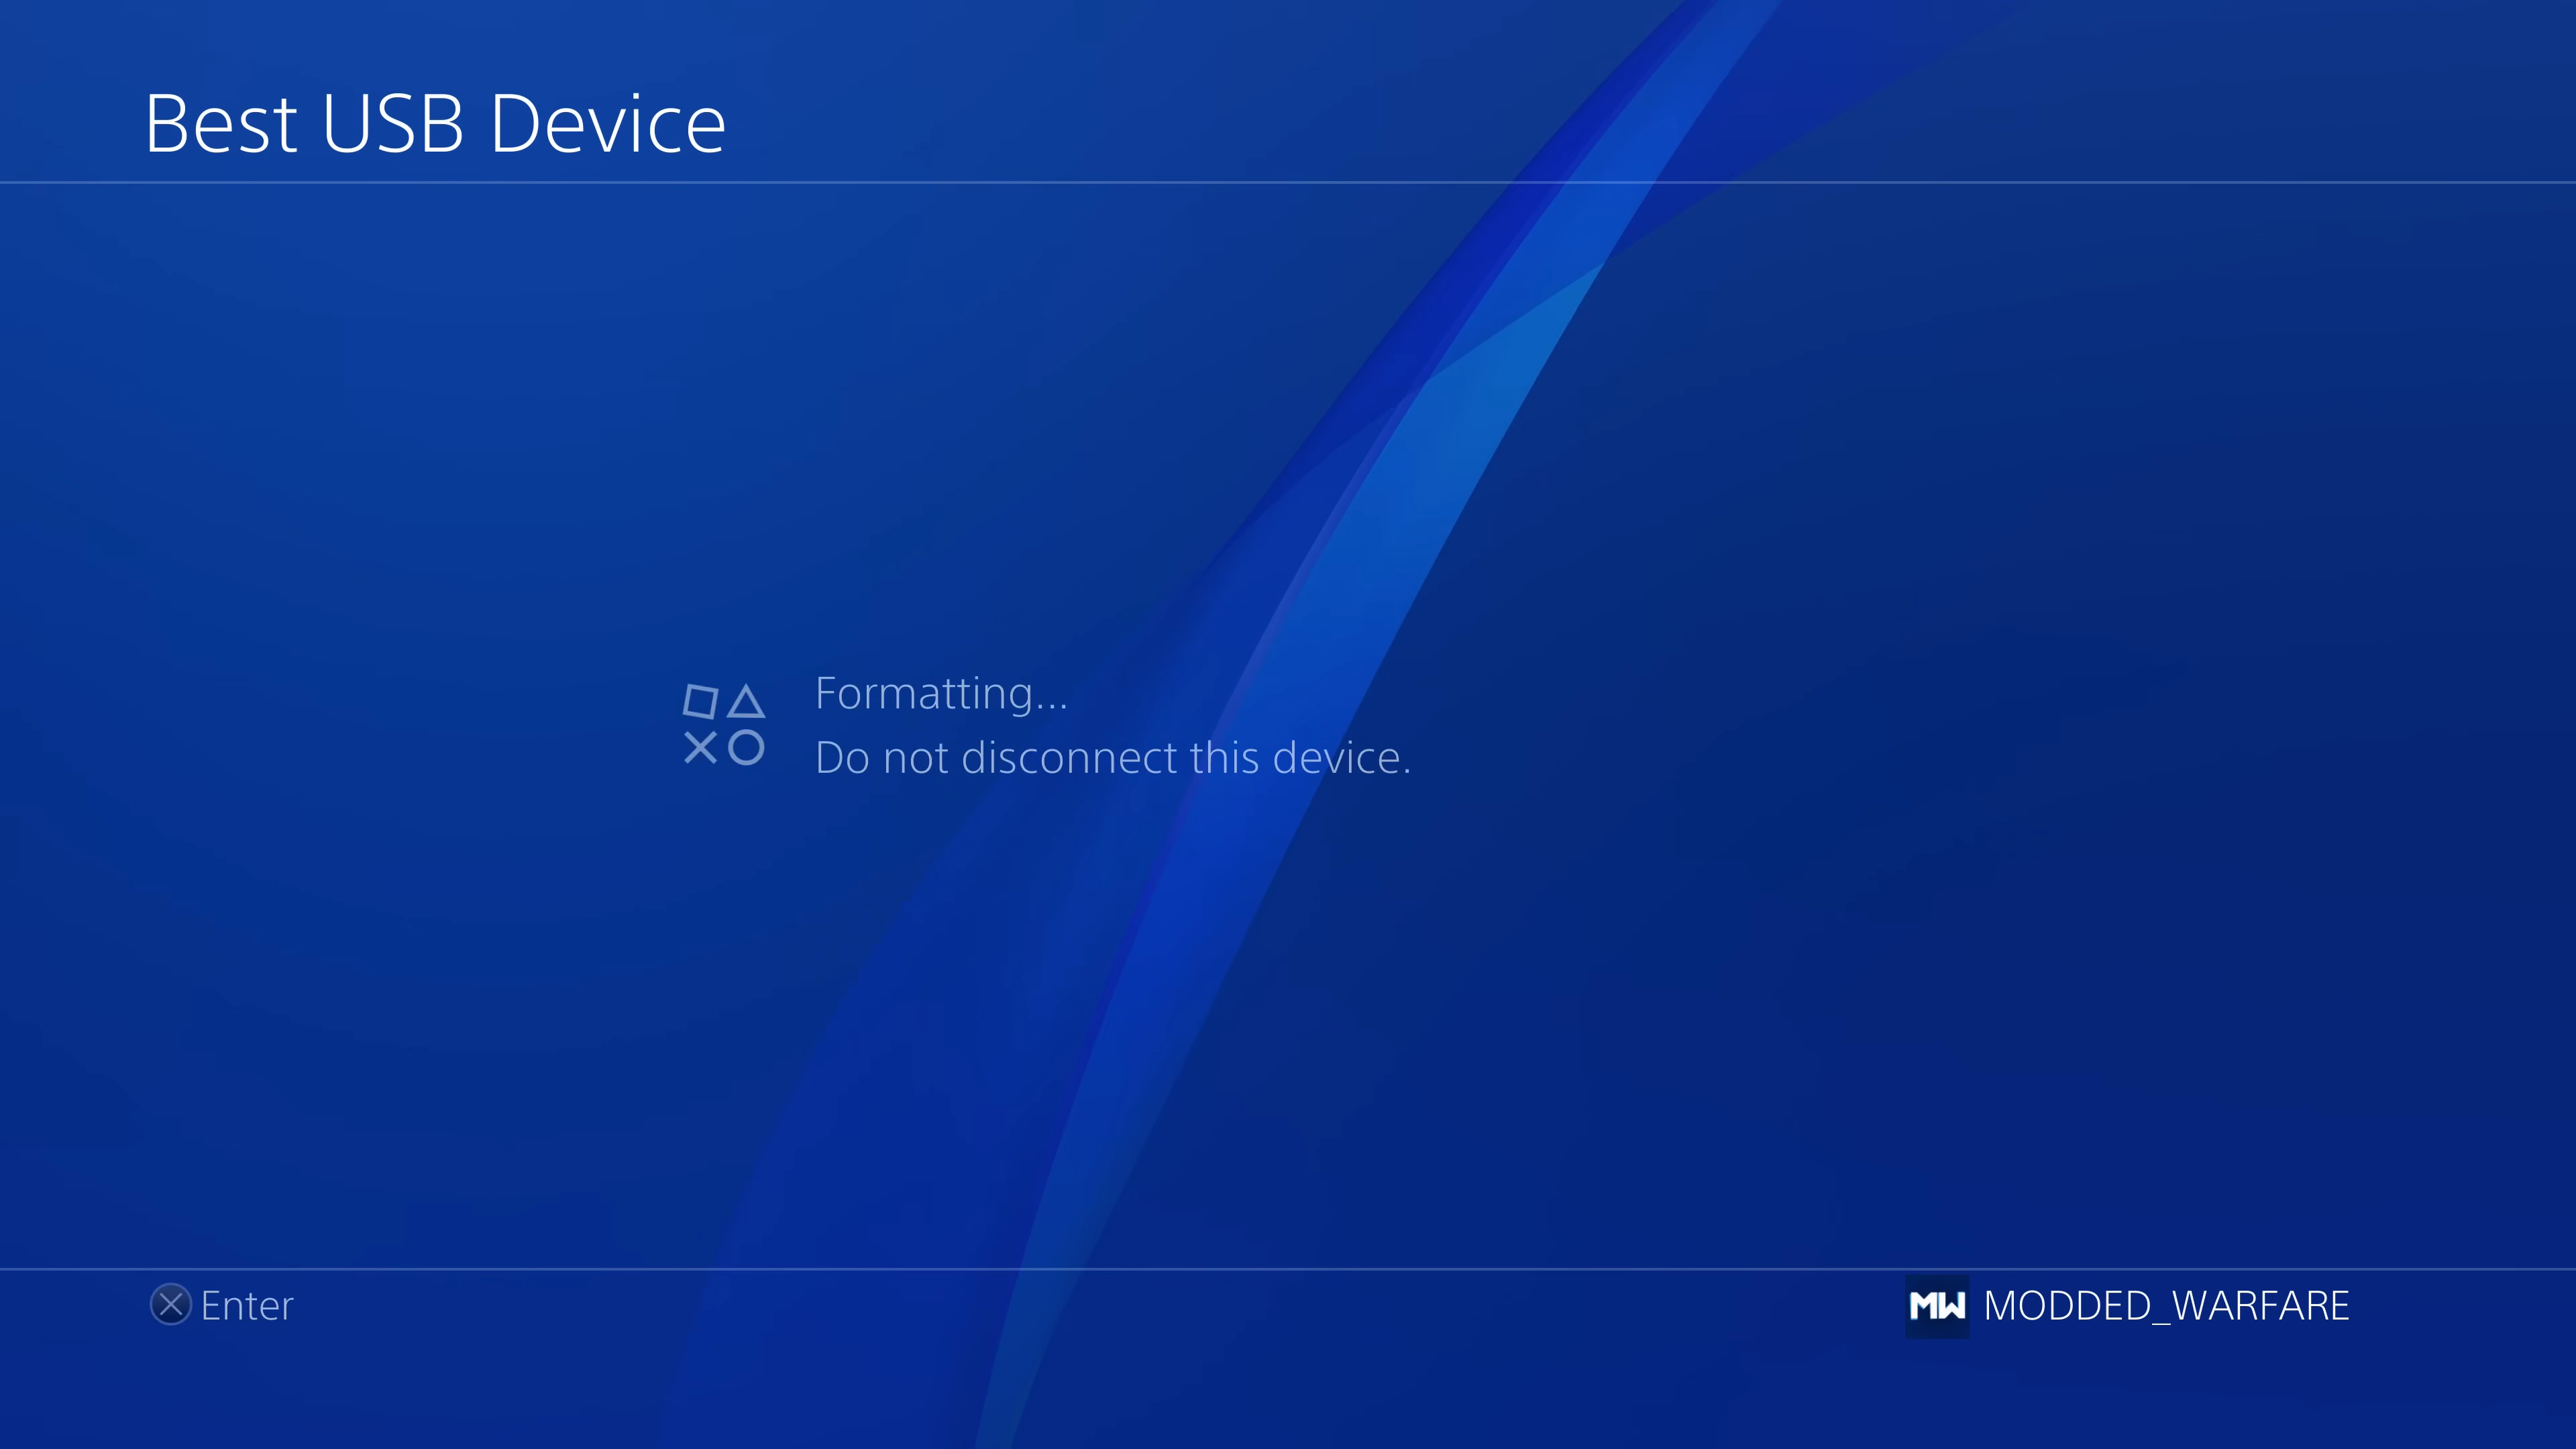 Best USB Device
Formatting...
Do not disconnect this device.
Enter
MW MODDED_WARFARE